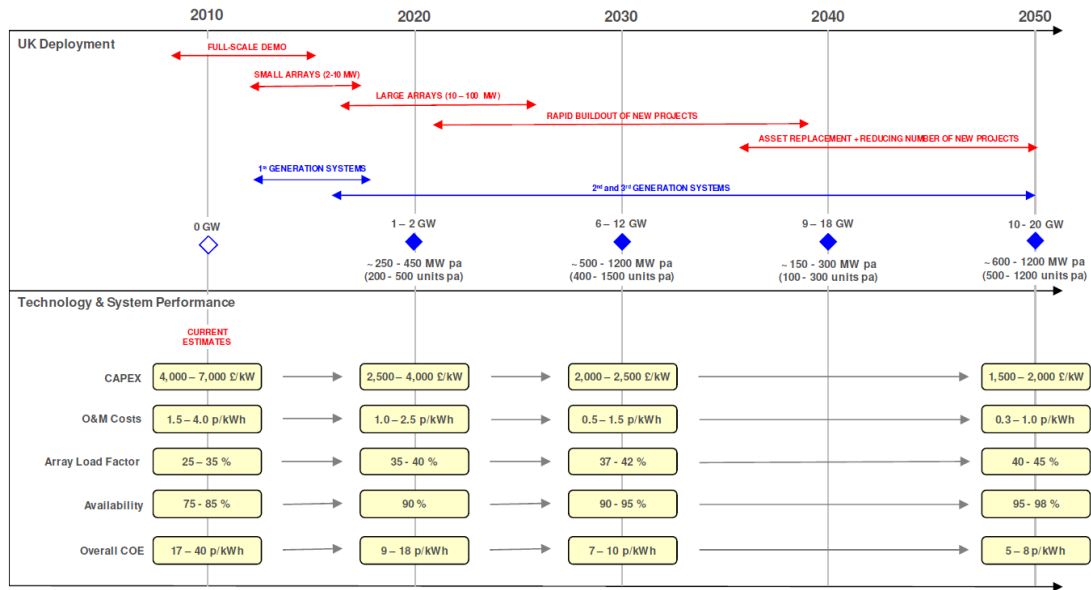 2010 2020 2030 2040 2050
UK Deployment
FULL-SCALE DEMO
SMALL ARRAYS (2-10 MW)
LARGE ARRAYS (10 – 100 MW)
RAPID BUILDOUT OF NEW PROJECTS
ASSET REPLACEMENT + REDUCING NUMBER OF NEW PROJECTS
1st GENERATION SYSTEMS
2nd and 3rd GENERATION SYSTEMS
0 GW 1 – 2 GW 6 – 12 GW 9 – 18 GW 10 - 20 GW
~ 250 - 450 MW pa ~ 500 - 1200 MW pa ~ 150 - 300 MW pa ~ 600 - 1200 MW pa
(200 - 500 units pa) (400 - 1500 units pa) (100 - 300 units pa) (500 - 1200 units pa)
Technology & System Performance
CURRENT
ESTIMATES
CAPEX 4,000 – 7,000 £/kW 2,500 – 4,000 £/kW 2,000 – 2,500 £/kW 1,500 – 2,000 £/kW
O&M Costs 1.5 – 4.0 p/kWh 1.0 – 2.5 p/kWh 0.5 – 1.5 p/kWh 0.3 – 1.0 p/kWh
Array Load Factor 25 – 35 % 35 - 40 % 37 - 42 % 40 - 45 %
Availability 75 - 85 % 90 % 90 - 95 % 95 - 98 %
Overall COE 17 – 40 p/kWh 9 – 18 p/kWh 7 – 10 p/kWh 5 – 8 p/kWh